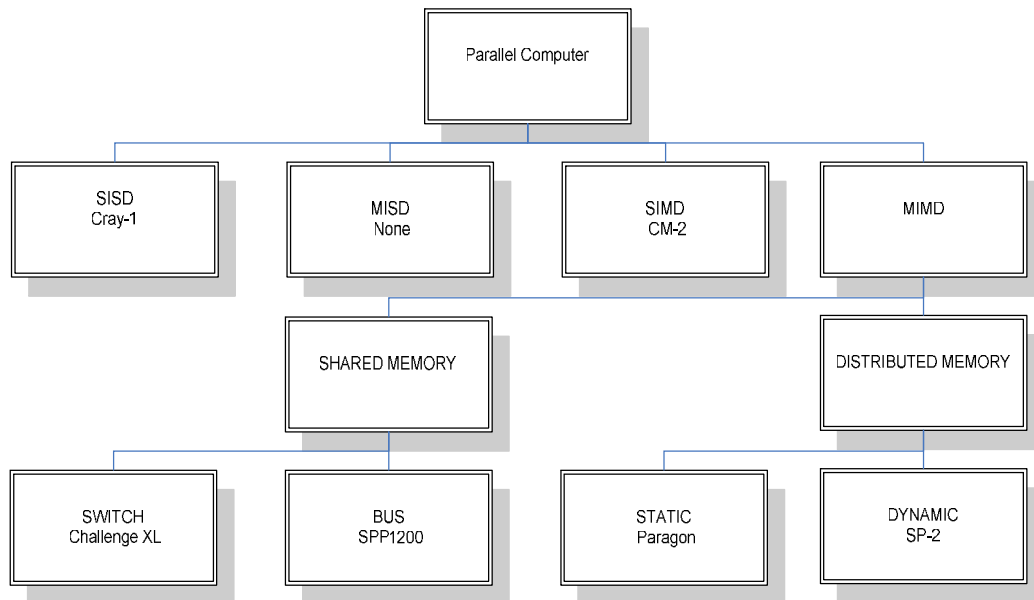 Parallel Computer
SISD
Cray-1
MISD
None
SIMD
CM-2
MIMD
SHARED MEMORY
DISTRIBUTED MEMORY
SWITCH
Challenge XL
BUS
SPP1200
STATIC
Paragon
DYNAMIC
SP-2